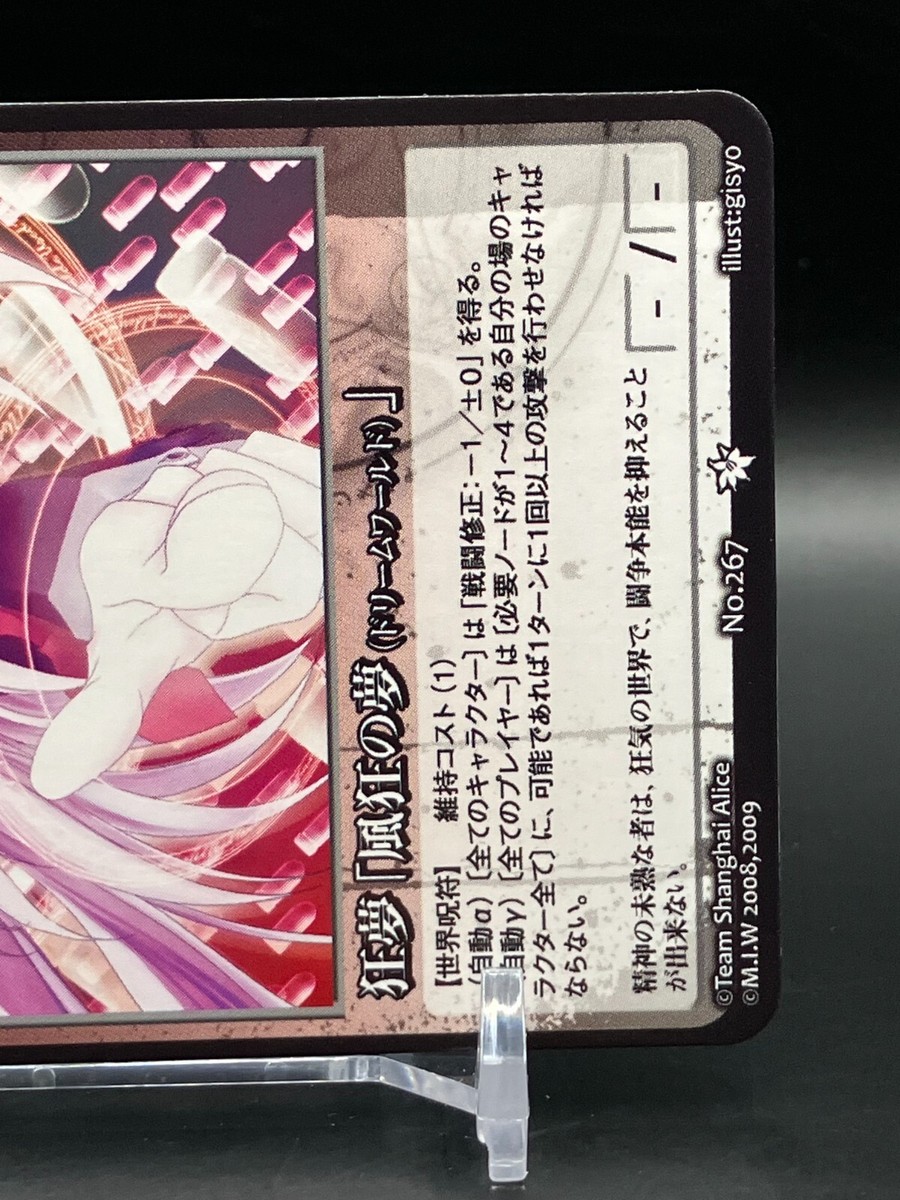 狂夢「風狂の夢(ドリームワールド)」
【世界呪符】 維持コスト(1)
(自動α)〔全てのキャラクター〕は「戦闘修正:-1/±0」を得る。
自動γ)〔全てのプレイヤー〕は〔必要ノードが1~4である自分の場のキャ
ラクター全て〕に、可能であれば1ターンに1回以上の攻撃を行わせなければ
ならない。
精神の未熟な者は、狂気の世界で、闘争本能を抑えること
が出来ない。
- / -
©Team Shanghai Alice
©M.I.W 2008,2009
No.267
illust:gisyo